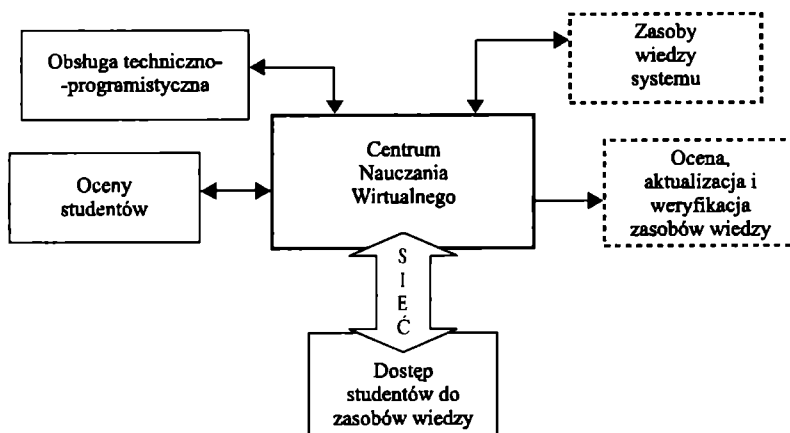 Obsługa techniczno-
-programistyczna
Zasoby
wiedzy
systemu
Centrum
Nauczania
Wirtualnego
Oceny
studentów
Ocena,
aktualizacja i
weryfikacja
zasobów wiedzy
S
I
E
Ć
Dostęp
studentów do
zasobów wiedzy